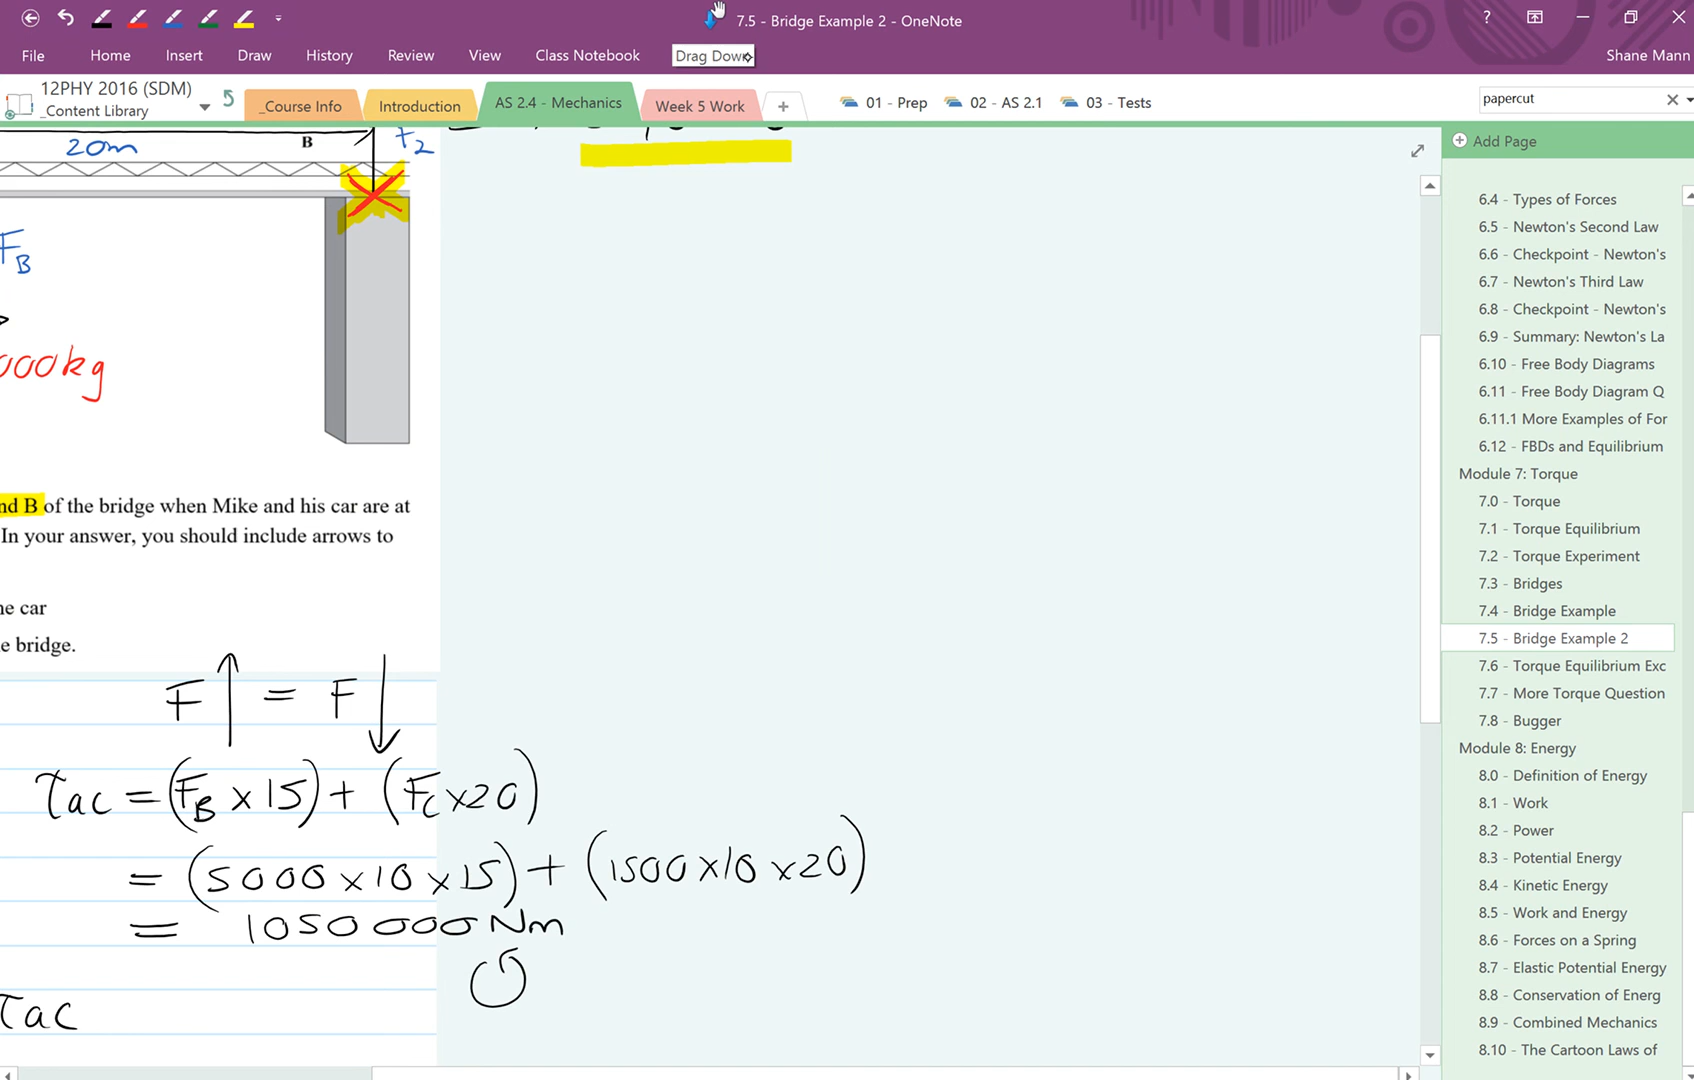 7.5 - Bridge Example 2 - OneNote
?
File Home Insert Draw History Review View Class Notebook Drag Down Shane Mann
12PHY 2016 (SDM)
_Content Library
_Course Info Introduction AS 2.4 - Mechanics Week 5 Work + 01 - Prep 02 - AS 2.1 03 - Tests
papercut
Add Page
20m B F2
FB
000kg
nd B of the bridge when Mike and his car are at
In your answer, you should include arrows to
ne car
e bridge.
F↑ = F↓
τac = (FB × 15) + (Fc × 20)
= (5000 × 10 × 15) + (1500 × 10 × 20)
= 1050 000 Nm
τac
6.4 - Types of Forces
6.5 - Newton's Second Law
6.6 - Checkpoint - Newton's
6.7 - Newton's Third Law
6.8 - Checkpoint - Newton's
6.9 - Summary: Newton's La
6.10 - Free Body Diagrams
6.11 - Free Body Diagram Q
6.11.1 More Examples of For
6.12 - FBDs and Equilibrium
Module 7: Torque
7.0 - Torque
7.1 - Torque Equilibrium
7.2 - Torque Experiment
7.3 - Bridges
7.4 - Bridge Example
7.5 - Bridge Example 2
7.6 - Torque Equilibrium Exc
7.7 - More Torque Question
7.8 - Bugger
Module 8: Energy
8.0 - Definition of Energy
8.1 - Work
8.2 - Power
8.3 - Potential Energy
8.4 - Kinetic Energy
8.5 - Work and Energy
8.6 - Forces on a Spring
8.7 - Elastic Potential Energy
8.8 - Conservation of Energ
8.9 - Combined Mechanics
8.10 - The Cartoon Laws of